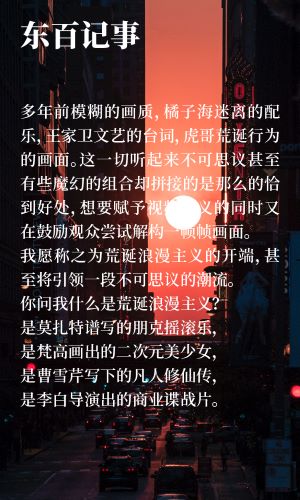 东百记事
多年前模糊的画质，橘子海迷离的配
乐，王家卫文艺的台词，虎哥荒诞行为
的画面。这一切听起来不可思议甚至
有些魔幻的组合却拼接的是那么的恰
到好处，想要赋予视频意义的同时又
在鼓励观众尝试解构一帧帧画面。
我愿称之为荒诞浪漫主义的开端，甚
至将引领一段不可思议的潮流。
你问我什么是荒诞浪漫主义？
是莫扎特谱写的朋克摇滚乐，
是梵高画出的二次元美少女，
是曹雪芹写下的凡人修仙传，
是李白导演出的商业谍战片。